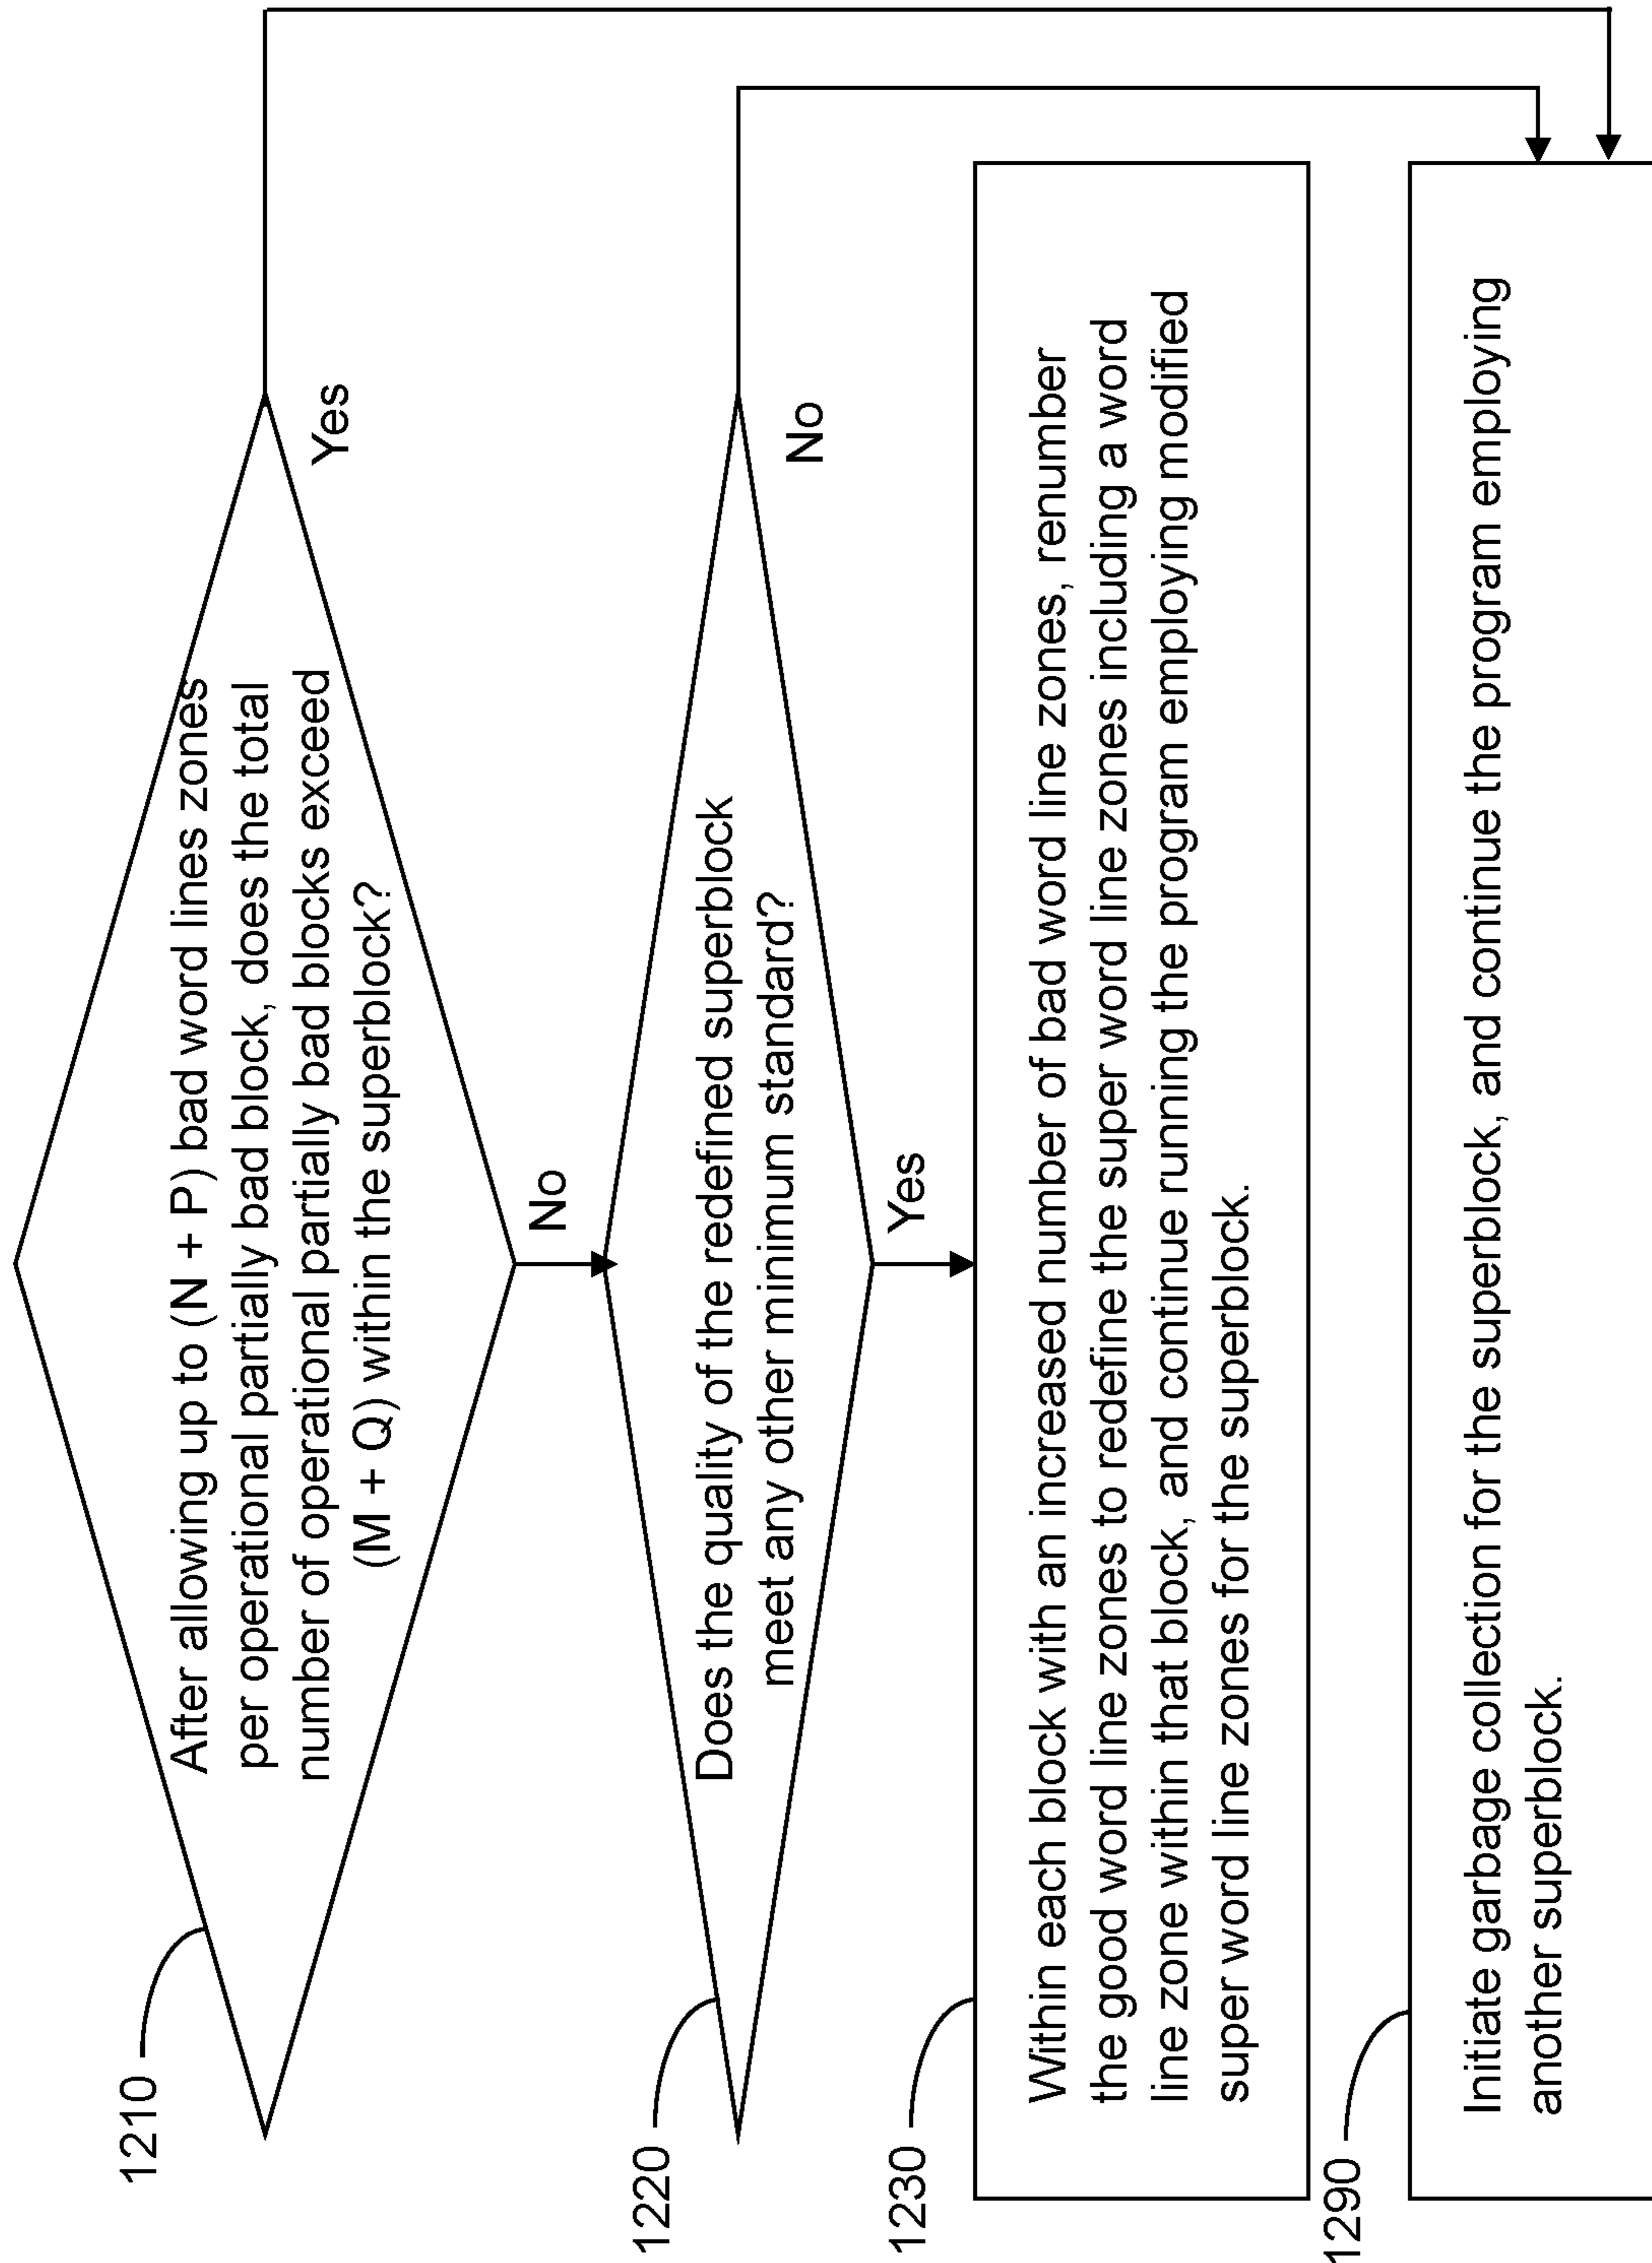 1210
After allowing up to (N + P) bad word lines zones
per operational partially bad block, does the total
number of operational partially bad blocks exceed
(M + Q) within the superblock?
Yes
No
1220
Does the quality of the redefined superblock
meet any other minimum standard?
No
Yes
1230
Within each block with an increased number of bad word line zones, renumber
the good word line zones to redefine the super word line zones including a word
line zone within that block, and continue running the program employing modified
super word line zones for the superblock.
1290
Initiate garbage collection for the superblock, and continue the program employing
another superblock.